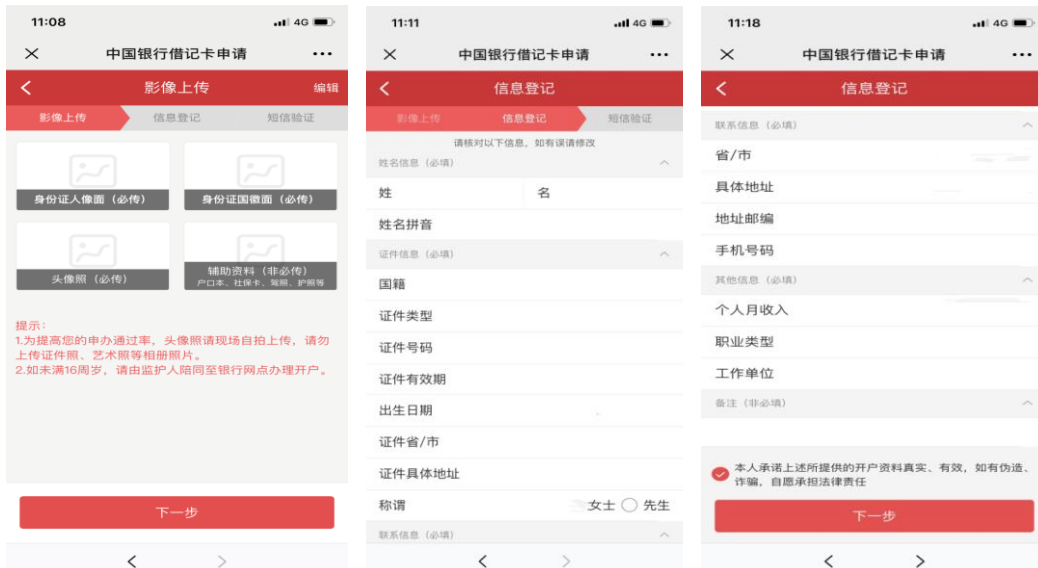 11:08
4G
中国银行借记卡申请
影像上传
编辑
影像上传
信息登记
短信验证
身份证人像面（必传）
身份证国徽面（必传）
头像照（必传）
辅助资料（非必传）
户口本、社保卡、驾照、护照等
提示：
1.为提高您的申办通过率，头像照请现场自拍上传，请勿
上传证件照、艺术照等相册照片。
2.如未满16周岁，请由监护人陪同至银行网点办理开户。
下一步
11:11
4G
中国银行借记卡申请
信息登记
影像上传
信息登记
短信验证
请核对以下信息，如有误请修改
姓名信息（必填）
姓
名
姓名拼音
证件信息（必填）
国籍
证件类型
证件号码
证件有效期
出生日期
证件省/市
证件具体地址
称谓
女士
先生
联系信息（必填）
11:18
4G
中国银行借记卡申请
信息登记
联系信息（必填）
省/市
具体地址
地址邮编
手机号码
其他信息（必填）
个人月收入
职业类型
工作单位
备注（非必填）
本人承诺上述所提供的开户资料真实、有效，如有伪造、
诈骗，自愿承担法律责任
下一步